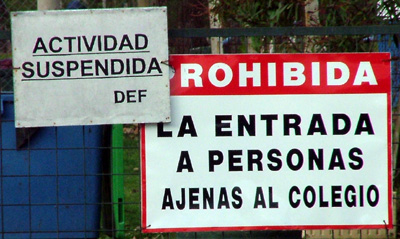 ACTIVIDAD
SUSPENDIDA
DEF
ROHIBIDA
LA ENTRADA
A PERSONAS
AJENAS AL COLEGIO